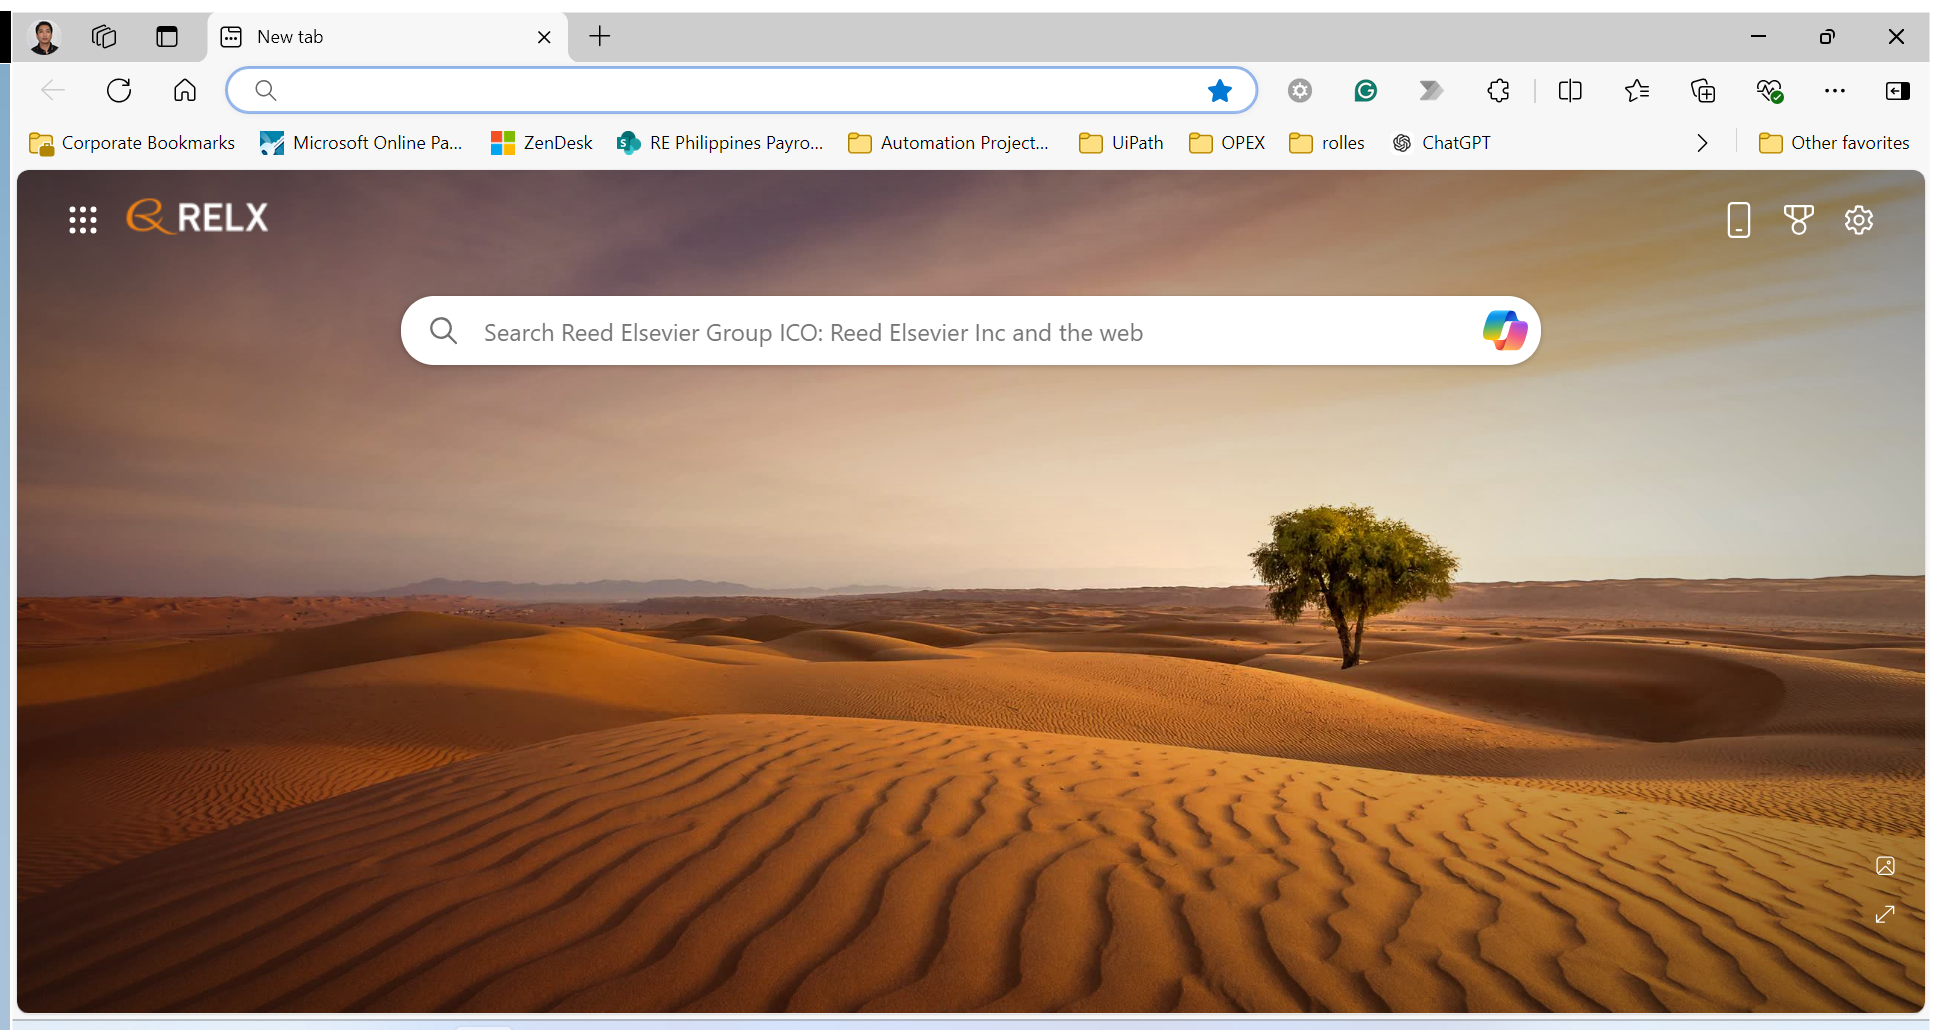 New tab
Corporate Bookmarks Microsoft Online Pa... ZenDesk RE Philippines Payro... Automation Project... UiPath OPEX rolles ChatGPT Other favorites
RELX
Search Reed Elsevier Group ICO: Reed Elsevier Inc and the web